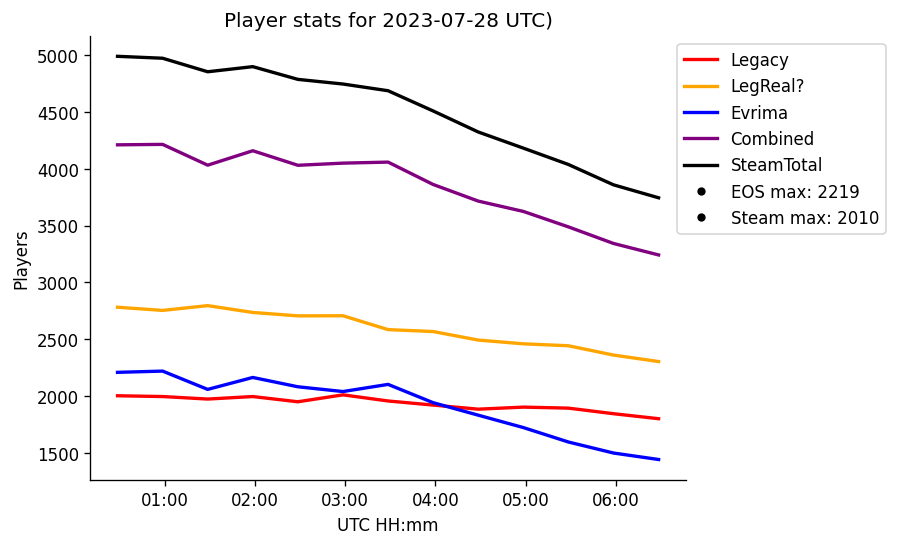 Player stats for 2023-07-28 UTC)
Legacy
LegReal?
Evrima
Combined
SteamTotal
EOS max: 2219
Steam max: 2010
Players
5000
4500
4000
3500
3000
2500
2000
1500
01:00 02:00 03:00 04:00 05:00 06:00
UTC HH:mm